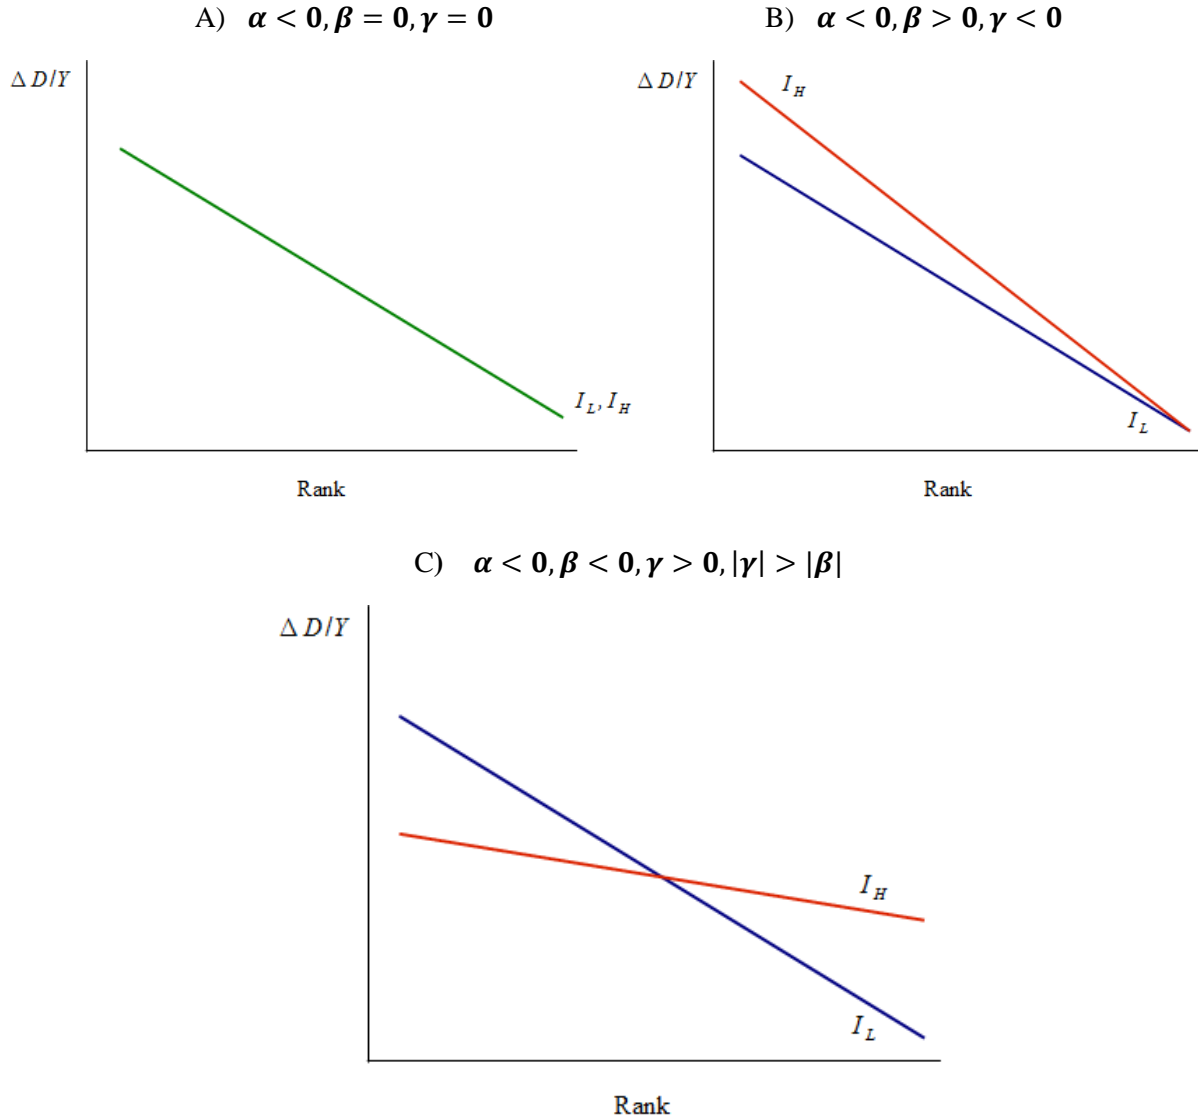 A) α < 0, β = 0, γ = 0
Δ D/Y
I_L, I_H
Rank
B) α < 0, β > 0, γ < 0
Δ D/Y
I_H
I_L
Rank
C) α < 0, β < 0, γ > 0, |γ| > |β|
Δ D/Y
I_H
I_L
Rank